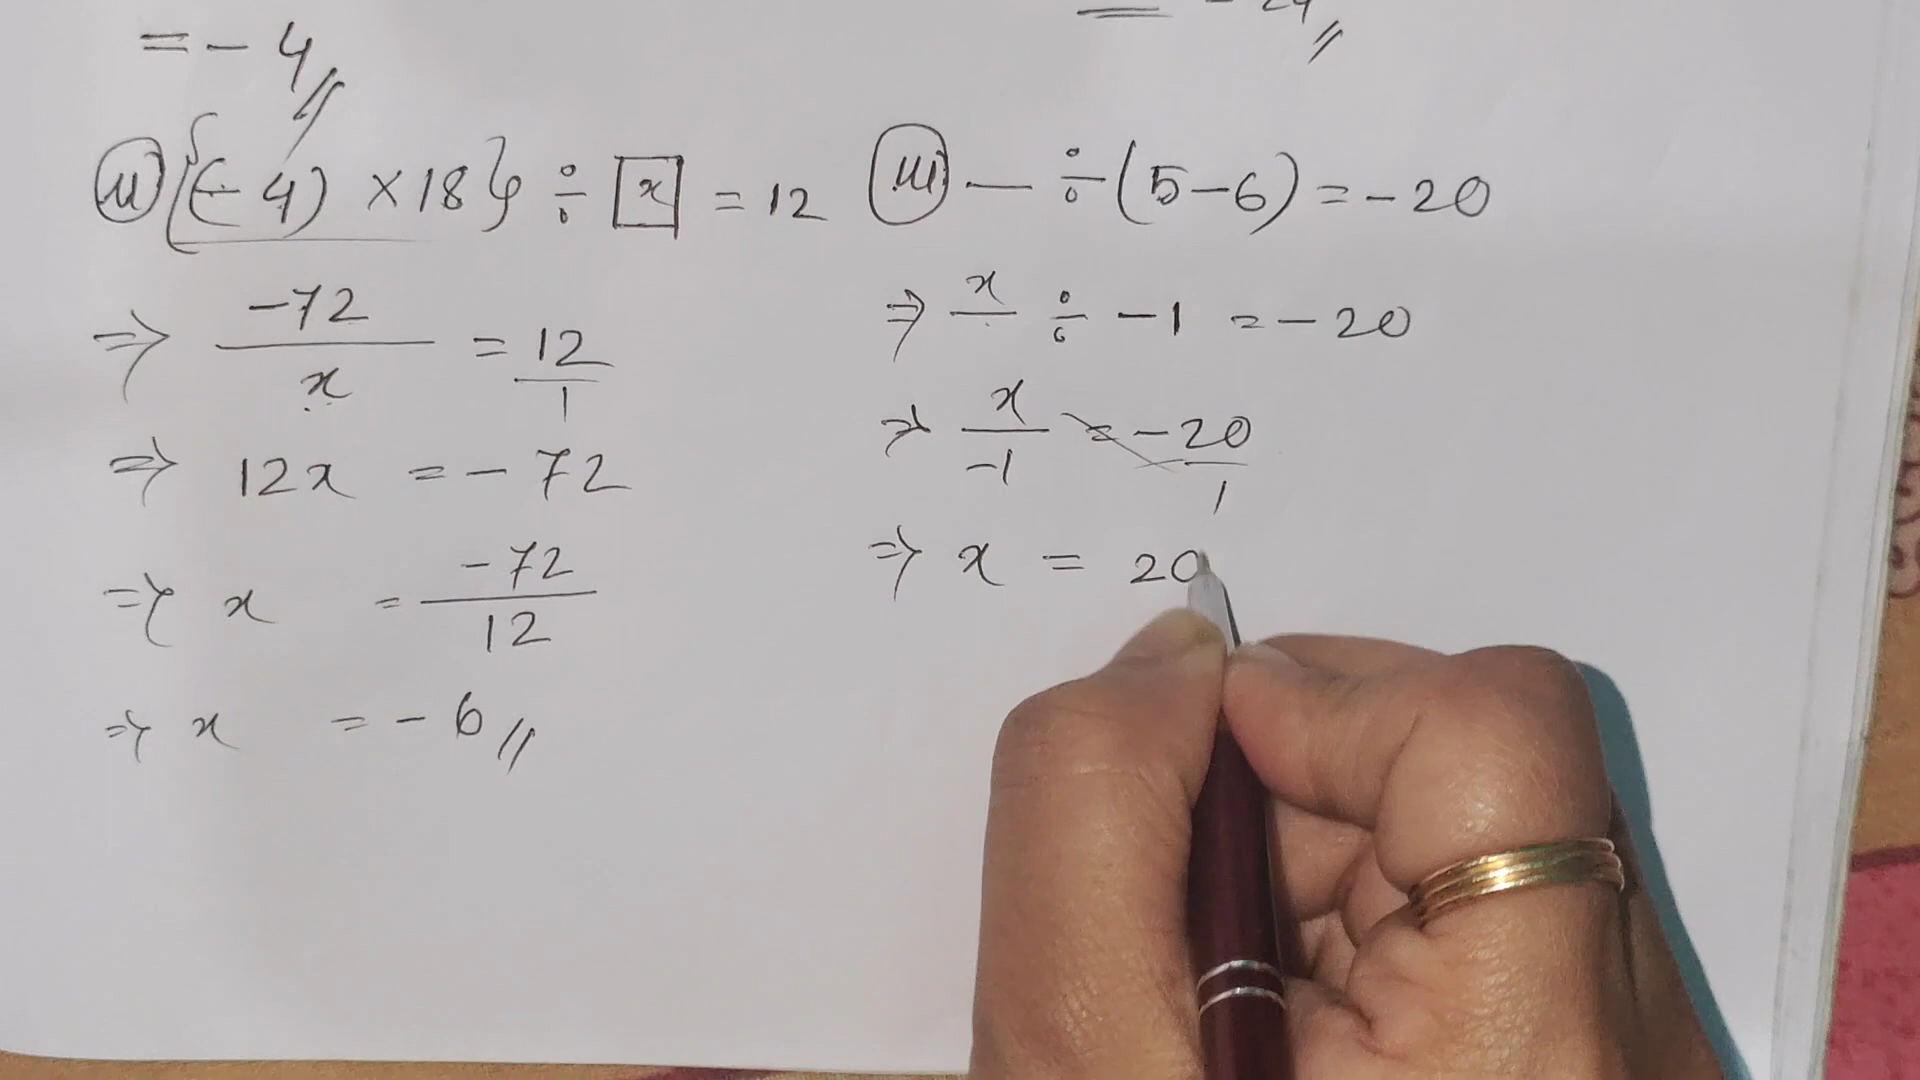 = - 4 //
= - 24 //
(ii) {(-4) × 18} ÷ [x] = 12
⇒ -72/x = 12/1
⇒ 12x = - 72
⇒ x = -72/12
⇒ x = - 6 //
(iii) — ÷ (5 - 6) = - 20
⇒ x ÷ - 1 = - 20
⇒ x/-1 = -20/1
⇒ x = 20